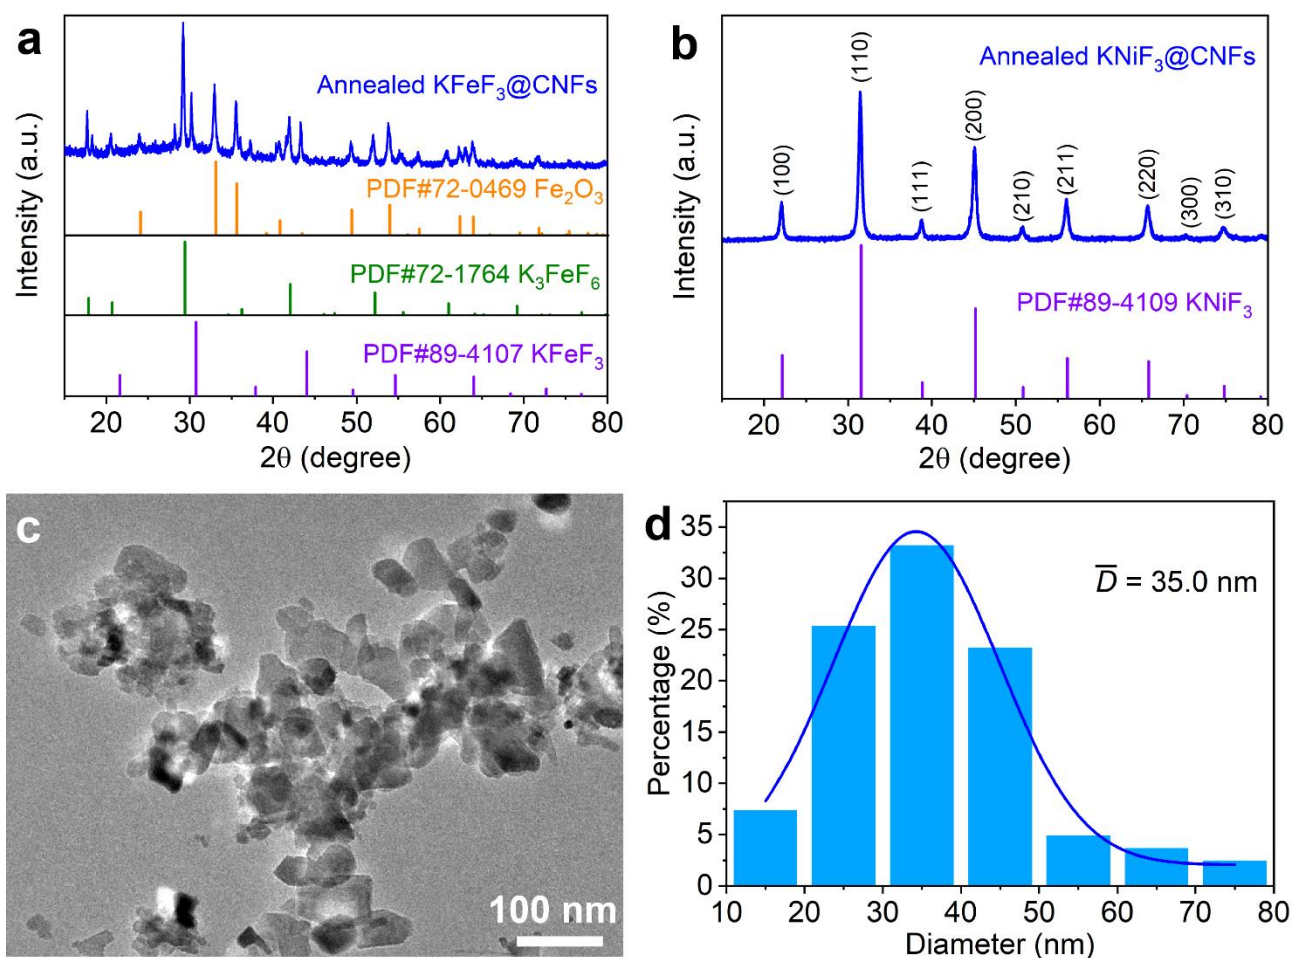 a
Annealed KFeF₃@CNFs
PDF#72-0469 Fe₂O₃
PDF#72-1764 K₃FeF₆
PDF#89-4107 KFeF₃
Intensity (a.u.)
20 30 40 50 60 70 80
2θ (degree)
b
Annealed KNiF₃@CNFs
(100)
(110)
(111)
(200)
(210)
(211)
(220)
(300)
(310)
PDF#89-4109 KNiF₃
Intensity (a.u.)
20 30 40 50 60 70 80
2θ (degree)
c
100 nm
d
D̅ = 35.0 nm
Percentage (%)
35
30
25
20
15
10
5
0
10 20 30 40 50 60 70 80
Diameter (nm)